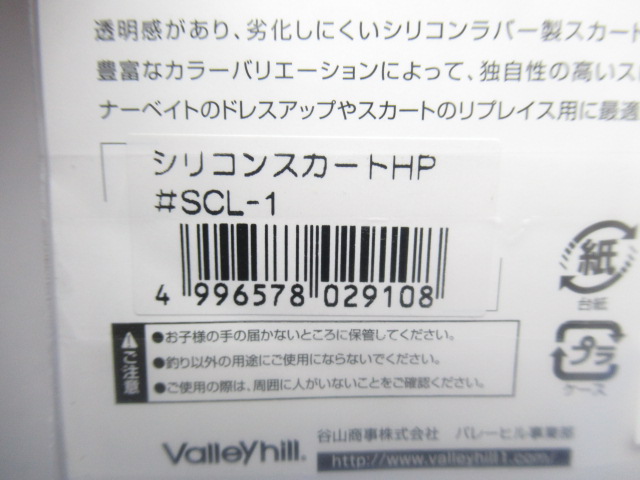 透明感があり、劣化しにくいシリコンラバー製スカート
豊富なカラーバリエーションによって、独自性の高いス
ナーベイトのドレスアップやスカートのリプレイス用に最適
シリコンスカートHP
#SCL-1
4 996578 029108
紙
台紙
プラ
ケース
ご注意
●お子様の手の届かないところに保管してください。
●釣り以外の用途にご使用にならないでください。
●ご使用の際は、周囲に人がいないことをご確認ください。
Valleyhill. 谷山商事株式会社 バレーヒル事業部
http://www.valleyhill1.com/